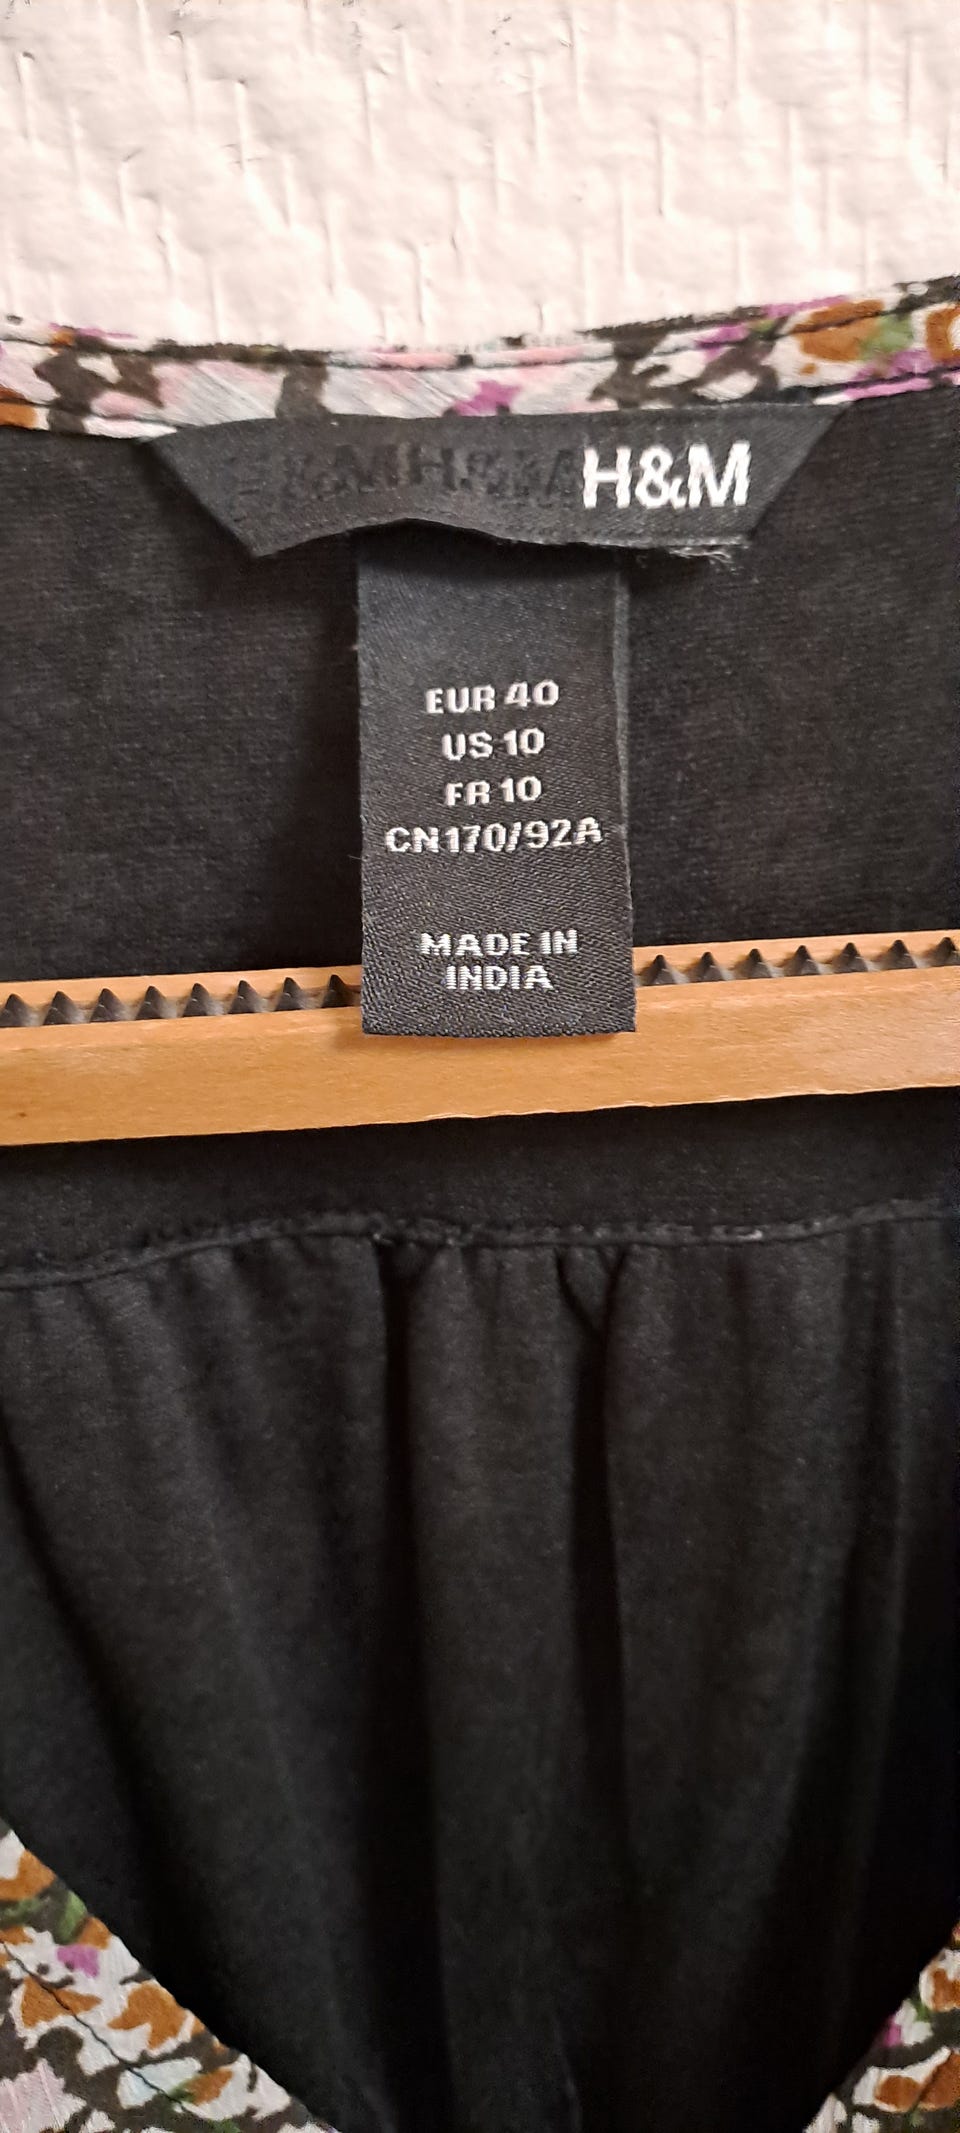 H&M H&M H&M
EUR 40
US 10
FR 10
CN170/92A
MADE IN
INDIA